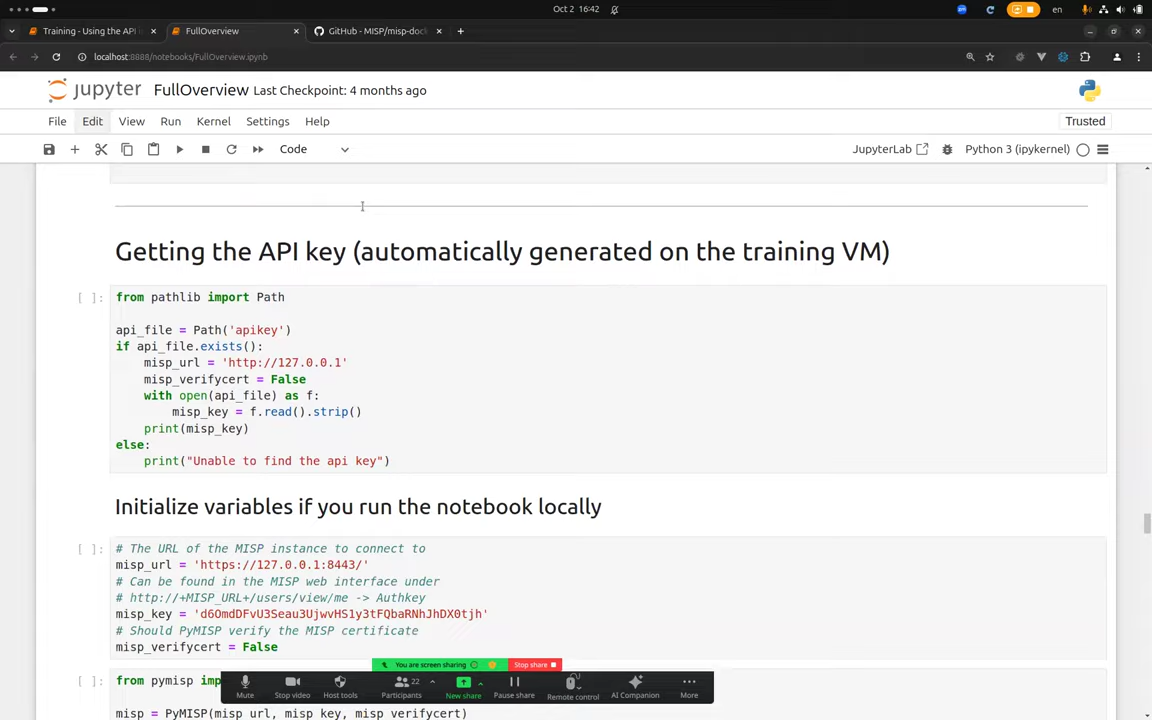 Oct 2 16:42
en
Training - Using the API
FullOverview
GitHub - MISP/misp-dock
localhost:8888/notebooks/FullOverview.ipynb
jupyter FullOverview Last Checkpoint: 4 months ago
File Edit View Run Kernel Settings Help
Trusted
Code
JupyterLab
Python 3 (ipykernel)
Getting the API key (automatically generated on the training VM)
[ ]: from pathlib import Path
api_file = Path('apikey')
if api_file.exists():
    misp_url = 'http://127.0.0.1'
    misp_verifycert = False
    with open(api_file) as f:
        misp_key = f.read().strip()
    print(misp_key)
else:
    print("Unable to find the api key")
Initialize variables if you run the notebook locally
[ ]: # The URL of the MISP instance to connect to
misp_url = 'https://127.0.0.1:8443/'
# Can be found in the MISP web interface under
# http://+MISP_URL+/users/view/me -> Authkey
misp_key = 'd6OmdDFvU3Seau3UjwvHS1y3tFQbaRNhJhDX0tjh'
# Should PyMISP verify the MISP certificate
misp_verifycert = False
You are screen sharing
Stop share
[ ]: from pymisp imp
Mute
Stop video
Host tools
Participants
22
New share
Pause share
Remote control
AI Companion
More
misp = PyMISP(misp_url, misp_key, misp_verifycert)